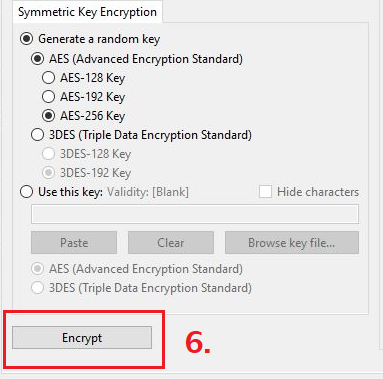 Symmetric Key Encryption
Generate a random key
AES (Advanced Encryption Standard)
AES-128 Key
AES-192 Key
AES-256 Key
3DES (Triple Data Encryption Standard)
3DES-128 Key
3DES-192 Key
Use this key: Validity: [Blank] Hide characters
Paste Clear Browse key file...
AES (Advanced Encryption Standard)
3DES (Triple Data Encryption Standard)
Encrypt 6.